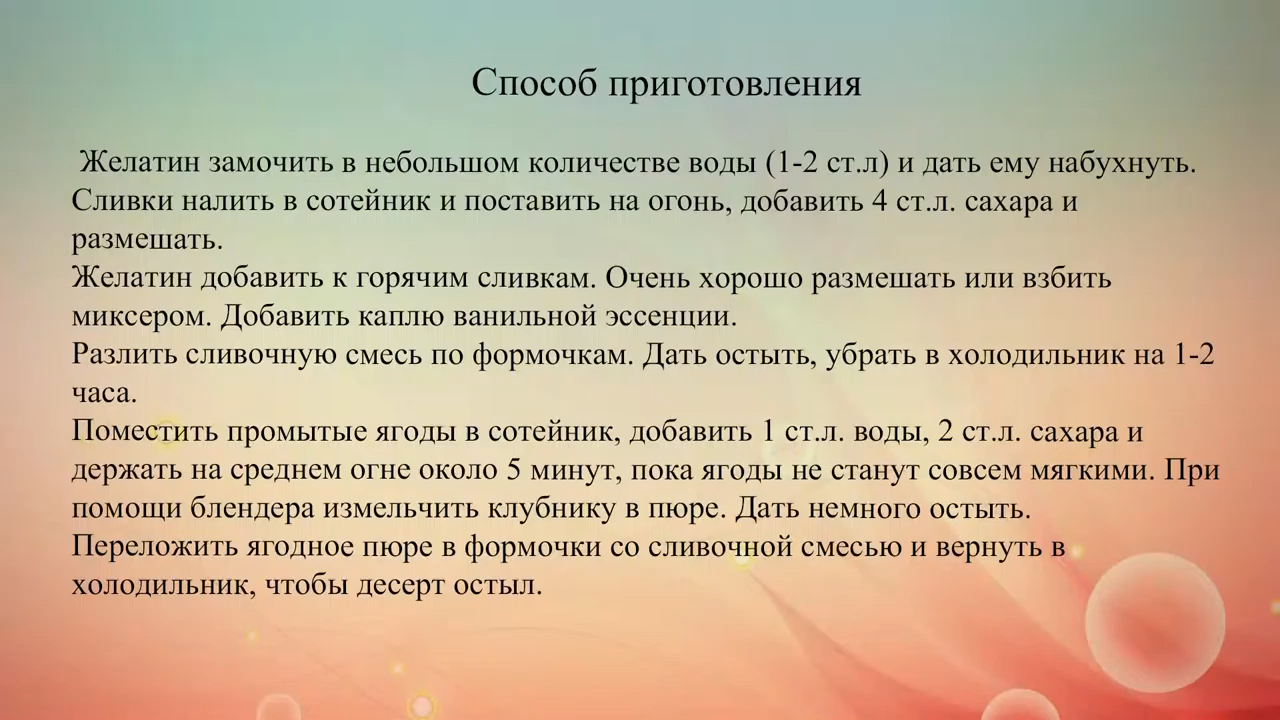 Способ приготовления
Желатин замочить в небольшом количестве воды (1-2 ст.л) и дать ему набухнуть.
Сливки налить в сотейник и поставить на огонь, добавить 4 ст.л. сахара и
размешать.
Желатин добавить к горячим сливкам. Очень хорошо размешать или взбить
миксером. Добавить каплю ванильной эссенции.
Разлить сливочную смесь по формочкам. Дать остыть, убрать в холодильник на 1-2
часа.
Поместить промытые ягоды в сотейник, добавить 1 ст.л. воды, 2 ст.л. сахара и
держать на среднем огне около 5 минут, пока ягоды не станут совсем мягкими. При
помощи блендера измельчить клубнику в пюре. Дать немного остыть.
Переложить ягодное пюре в формочки со сливочной смесью и вернуть в
холодильник, чтобы десерт остыл.